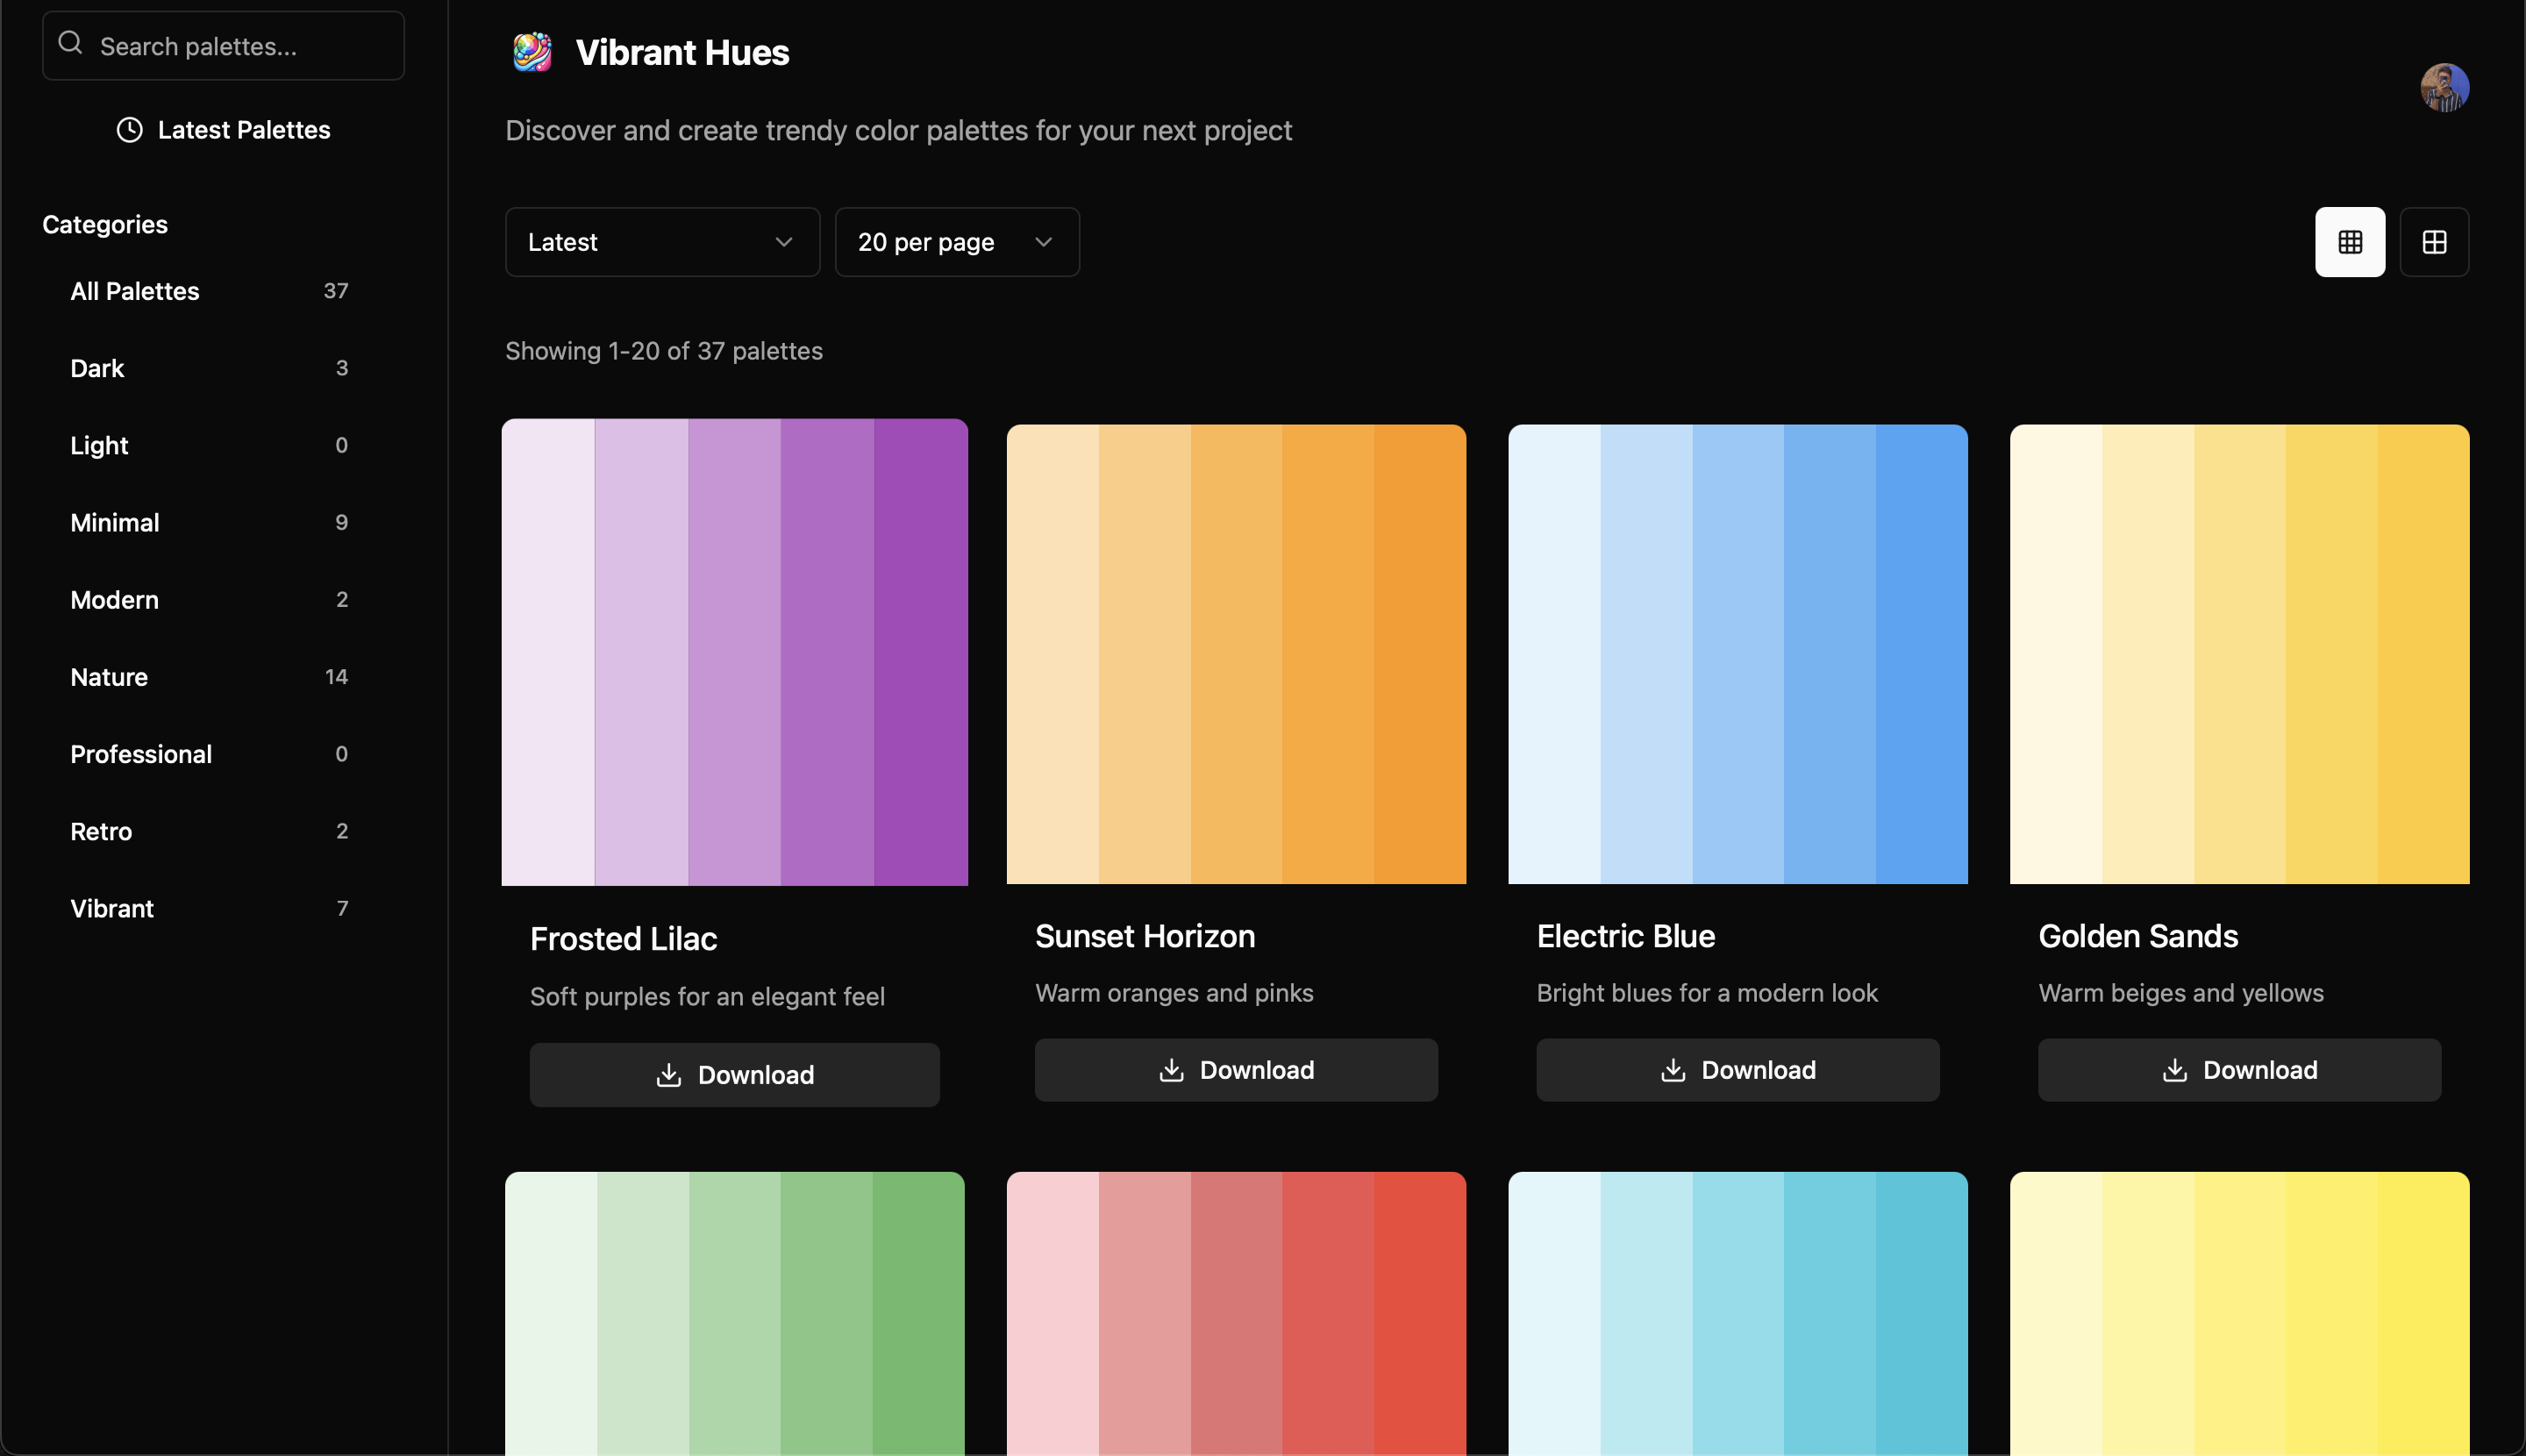 Search palettes...
Latest Palettes
Categories
All Palettes 37
Dark 3
Light 0
Minimal 9
Modern 2
Nature 14
Professional 0
Retro 2
Vibrant 7
Vibrant Hues
Discover and create trendy color palettes for your next project
Latest
20 per page
Showing 1-20 of 37 palettes
Frosted Lilac
Soft purples for an elegant feel
Download
Sunset Horizon
Warm oranges and pinks
Download
Electric Blue
Bright blues for a modern look
Download
Golden Sands
Warm beiges and yellows
Download